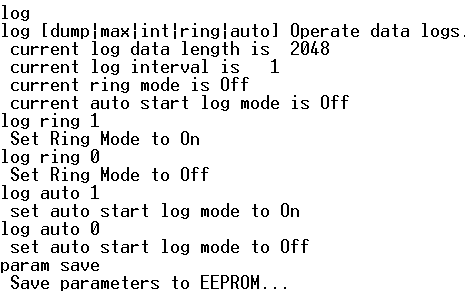 log
log [dump|max|int|ring|auto] Operate data logs.
current log data length is  2048
current log interval is   1
current ring mode is Off
current auto start log mode is Off
log ring 1
Set Ring Mode to On
log ring 0
Set Ring Mode to Off
log auto 1
set auto start log mode to On
log auto 0
set auto start log mode to Off
param save
Save parameters to EEPROM...